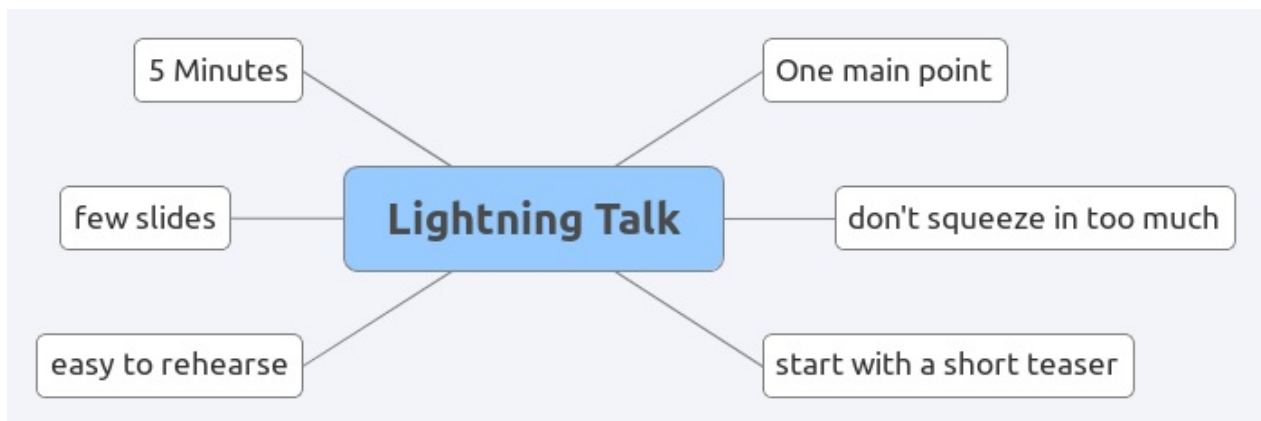 5 Minutes
One main point
few slides
Lightning Talk
don't squeeze in too much
easy to rehearse
start with a short teaser